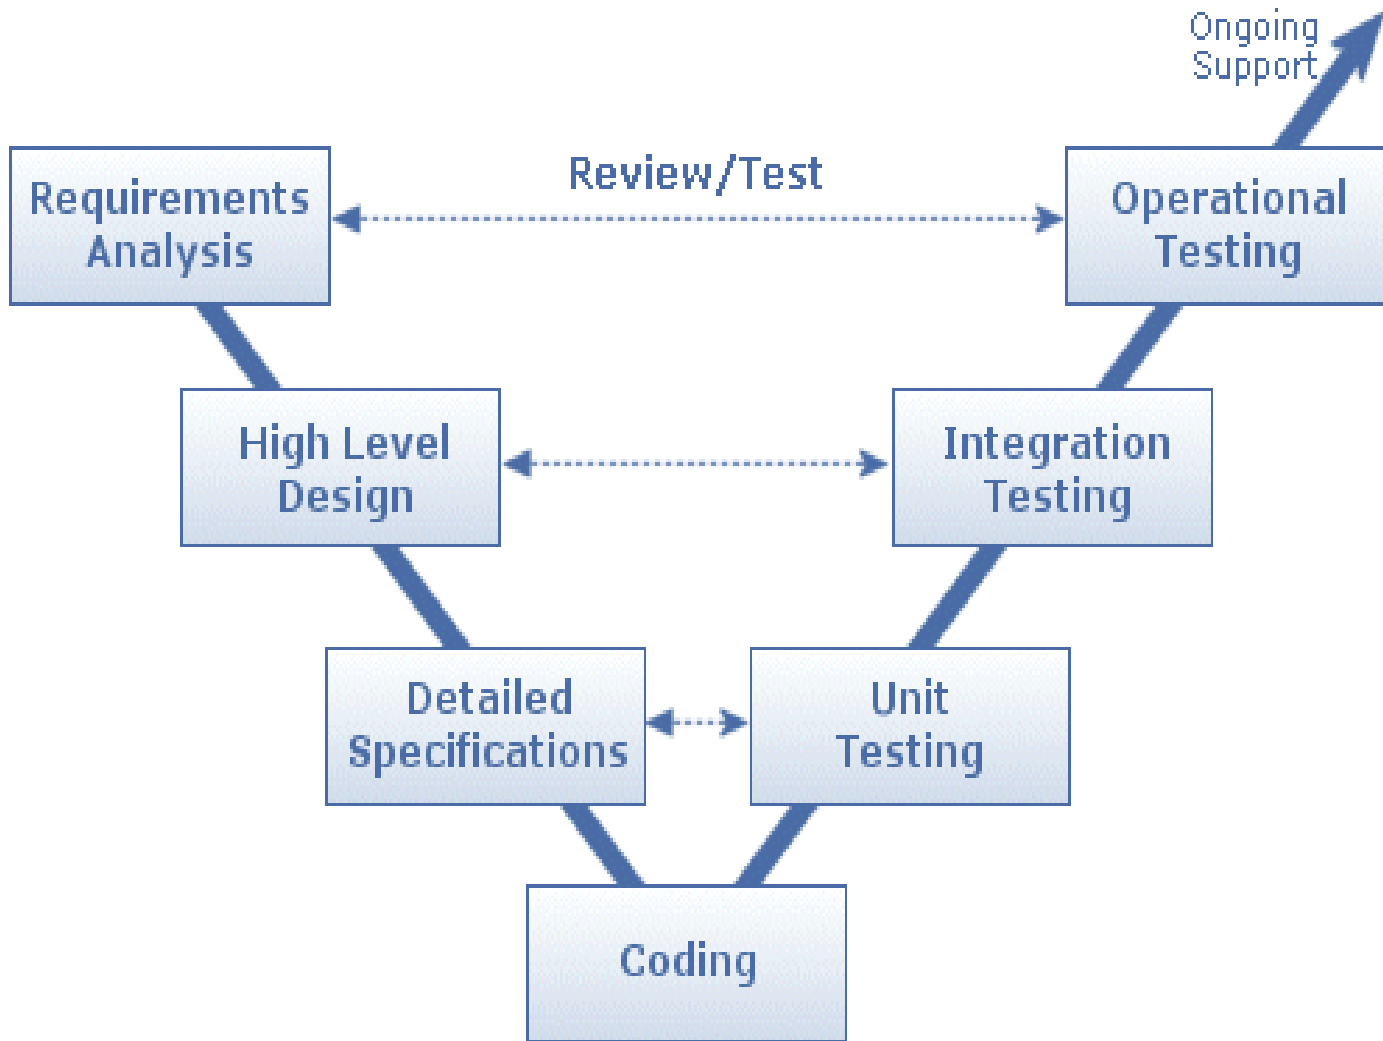 Ongoing
Support
Requirements
Analysis
Review/Test
Operational
Testing
High Level
Design
Integration
Testing
Detailed
Specifications
Unit
Testing
Coding